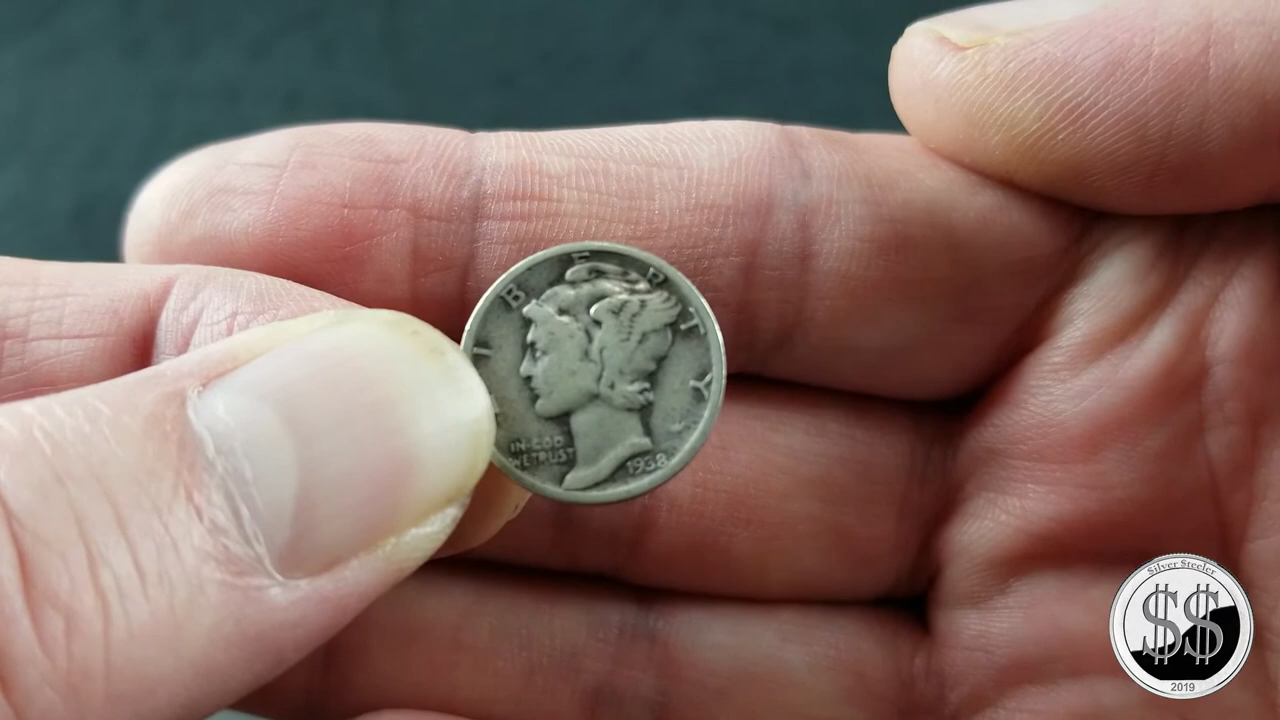 LIBERTY
IN GOD
WE TRUST
1938
Silver Steeler
$$
2019